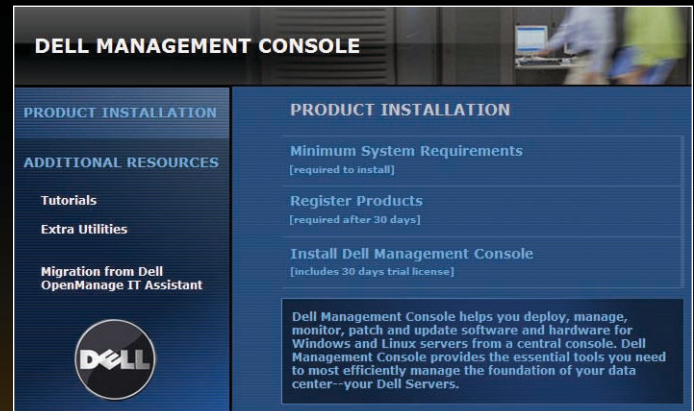 DELL MANAGEMENT CONSOLE
PRODUCT INSTALLATION
ADDITIONAL RESOURCES
Tutorials
Extra Utilities
Migration from Dell
OpenManage IT Assistant
DELL
PRODUCT INSTALLATION
Minimum System Requirements
[required to install]
Register Products
[required after 30 days]
Install Dell Management Console
[includes 30 days trial license]
Dell Management Console helps you deploy, manage,
monitor, patch and update software and hardware for
Windows and Linux servers from a central console. Dell
Management Console provides the essential tools you need
to most efficiently manage the foundation of your data
center--your Dell Servers.